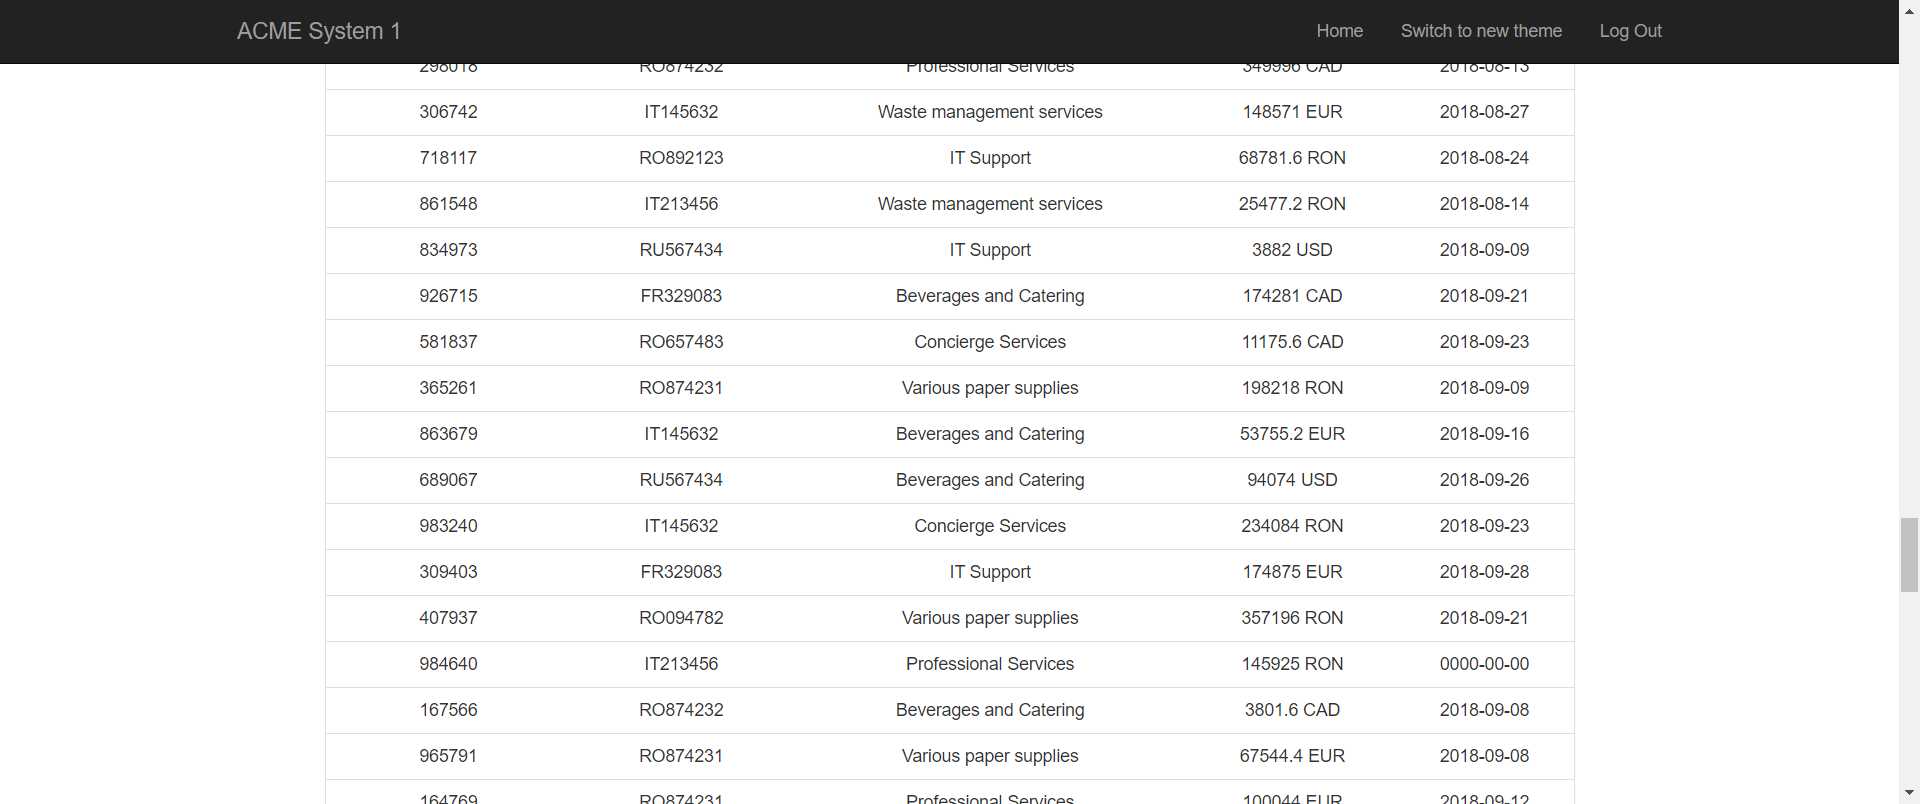 ACME System 1 Home Switch to new theme Log Out
298018 RO874232 Professional Services 349996 CAD 2018-08-13
306742 IT145632 Waste management services 148571 EUR 2018-08-27
718117 RO892123 IT Support 68781.6 RON 2018-08-24
861548 IT213456 Waste management services 25477.2 RON 2018-08-14
834973 RU567434 IT Support 3882 USD 2018-09-09
926715 FR329083 Beverages and Catering 174281 CAD 2018-09-21
581837 RO657483 Concierge Services 11175.6 CAD 2018-09-23
365261 RO874231 Various paper supplies 198218 RON 2018-09-09
863679 IT145632 Beverages and Catering 53755.2 EUR 2018-09-16
689067 RU567434 Beverages and Catering 94074 USD 2018-09-26
983240 IT145632 Concierge Services 234084 RON 2018-09-23
309403 FR329083 IT Support 174875 EUR 2018-09-28
407937 RO094782 Various paper supplies 357196 RON 2018-09-21
984640 IT213456 Professional Services 145925 RON 0000-00-00
167566 RO874232 Beverages and Catering 3801.6 CAD 2018-09-08
965791 RO874231 Various paper supplies 67544.4 EUR 2018-09-08
164769 RO874231 Professional Services 100044 EUR 2018-09-12